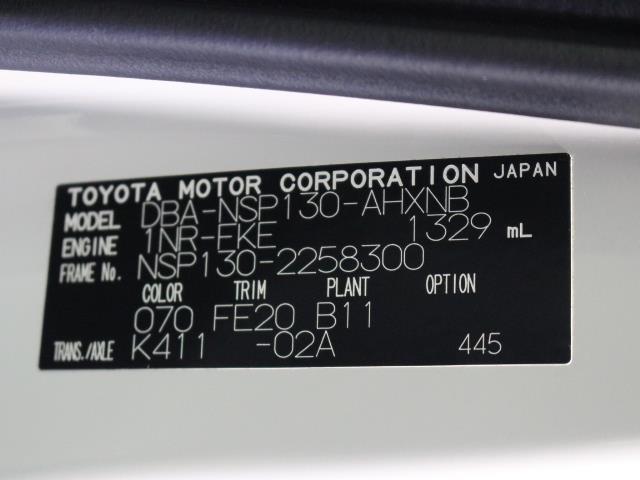 TOYOTA MOTOR CORPORATION JAPAN
MODEL DBA-NSP130-AHXNB
ENGINE 1NR-FKE 1329 mL
FRAME No. NSP130-2258300
COLOR TRIM PLANT OPTION
070 FE20 B11
TRANS./AXLE K411 -02A 445